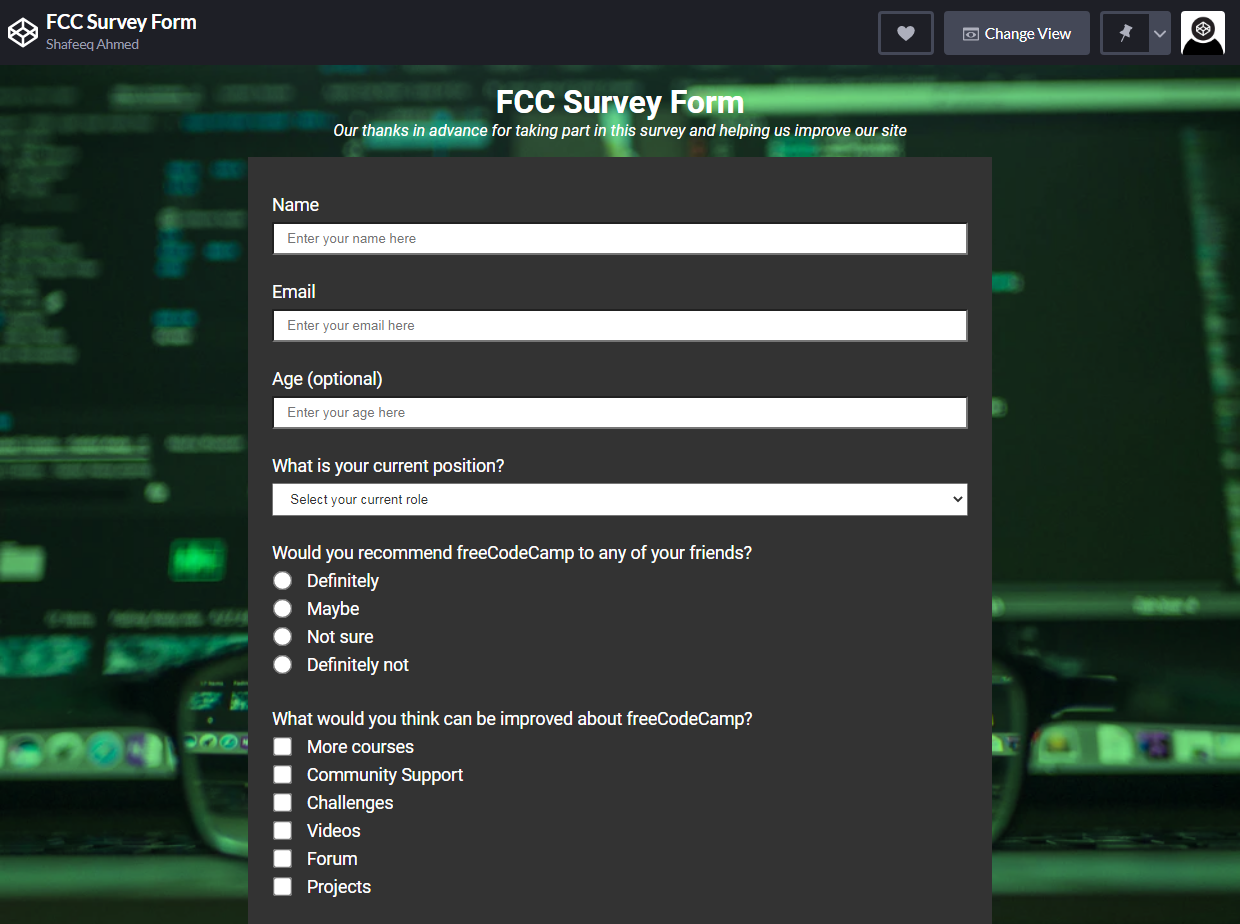 FCC Survey Form
Shafeeq Ahmed
Change View
FCC Survey Form
Our thanks in advance for taking part in this survey and helping us improve our site
Name
Enter your name here
Email
Enter your email here
Age (optional)
Enter your age here
What is your current position?
Select your current role
Would you recommend freeCodeCamp to any of your friends?
Definitely
Maybe
Not sure
Definitely not
What would you think can be improved about freeCodeCamp?
More courses
Community Support
Challenges
Videos
Forum
Projects